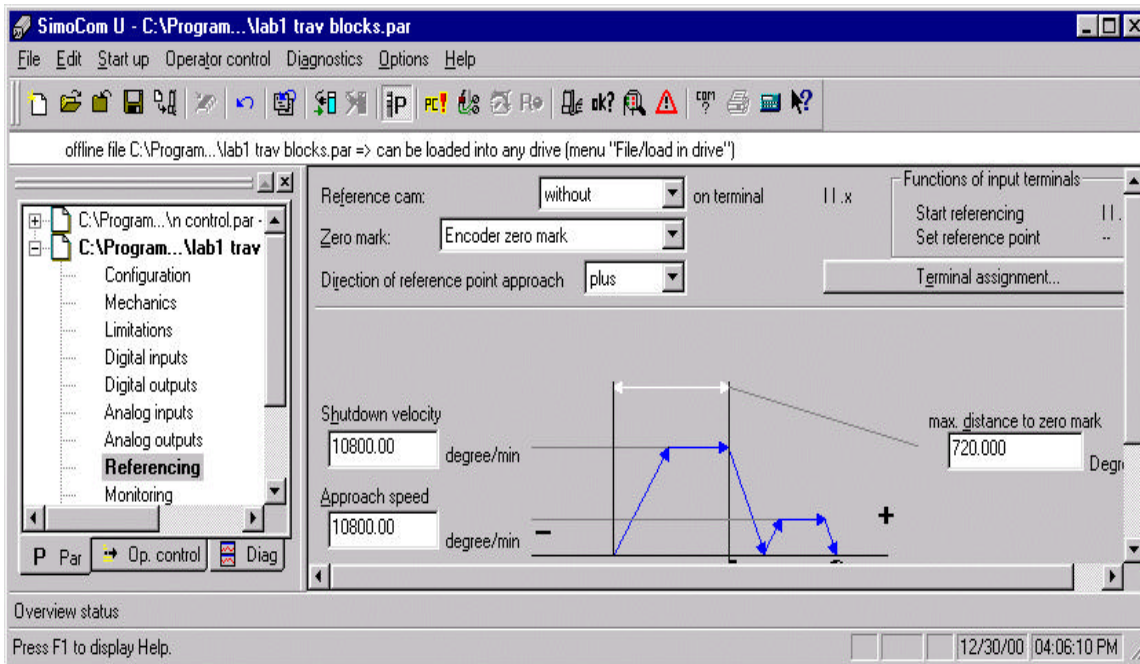 SimoCom U - C:\Program...\lab1 trav blocks.par
File Edit Start up Operator control Diagnostics Options Help
PC! R● ok? com ?
offline file C:\Program...\lab1 trav blocks.par => can be loaded into any drive (menu "File/load in drive")
C:\Program...\n control.par -
C:\Program...\lab1 trav
Configuration
Mechanics
Limitations
Digital inputs
Digital outputs
Analog inputs
Analog outputs
Referencing
Monitoring
P Par
Op. control
Diag
Reference cam:
without
on terminal
I I .x
Zero mark:
Encoder zero mark
Direction of reference point approach
plus
Functions of input terminals
Start referencing
I I .
Set reference point
--
Terminal assignment...
Shutdown velocity
10800.00
degree/min
Approach speed
10800.00
degree/min
−
+
max. distance to zero mark
720.000
Degr
Overview status
Press F1 to display Help.
12/30/00
04:06:10 PM